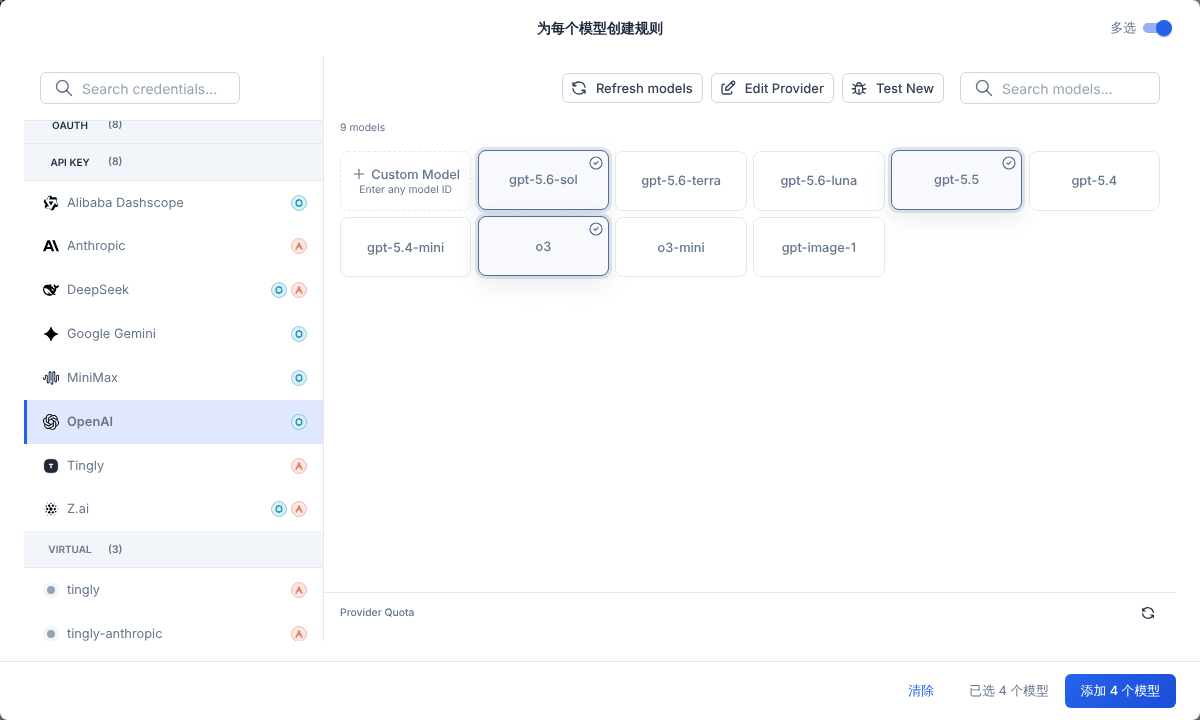 为每个模型创建规则
多选
Search credentials...
Refresh models
Edit Provider
Test New
Search models...
OAUTH (8)
API KEY (8)
Alibaba Dashscope
Anthropic
DeepSeek
Google Gemini
MiniMax
OpenAI
Tingly
Z.ai
VIRTUAL (3)
tingly
tingly-anthropic
9 models
Custom Model
Enter any model ID
gpt-5.6-sol
gpt-5.6-terra
gpt-5.6-luna
gpt-5.5
gpt-5.4
gpt-5.4-mini
o3
o3-mini
gpt-image-1
Provider Quota
清除
已选 4 个模型
添加 4 个模型